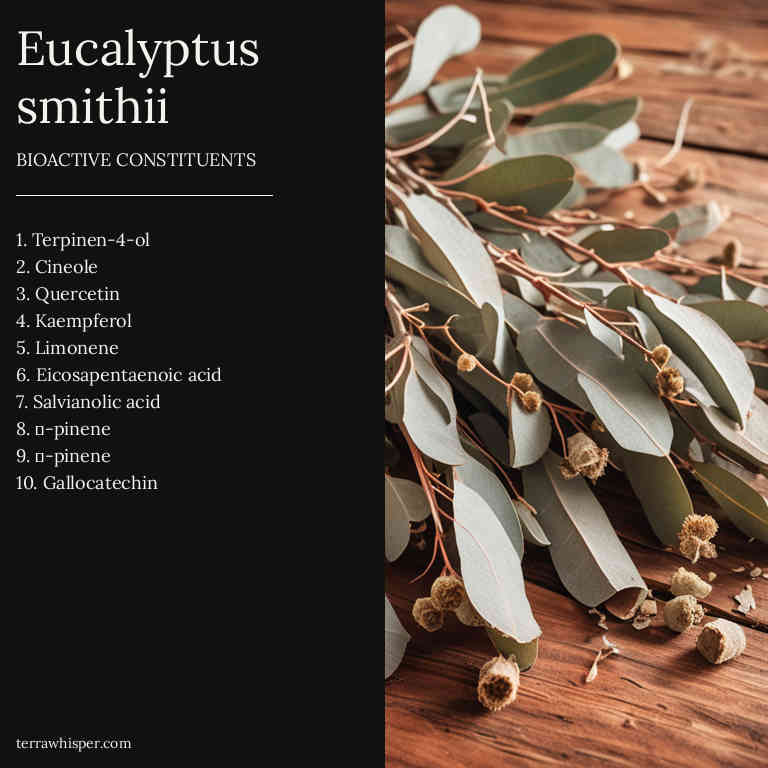 Eucalyptus
smithii
BIOACTIVE CONSTITUENTS
1. Terpinen-4-ol
2. Cineole
3. Quercetin
4. Kaempferol
5. Limonene
6. Eicosapentaenoic acid
7. Salvianolic acid
8. ▯-pinene
9. ▯-pinene
10. Gallocatechin
terrawhisper.com